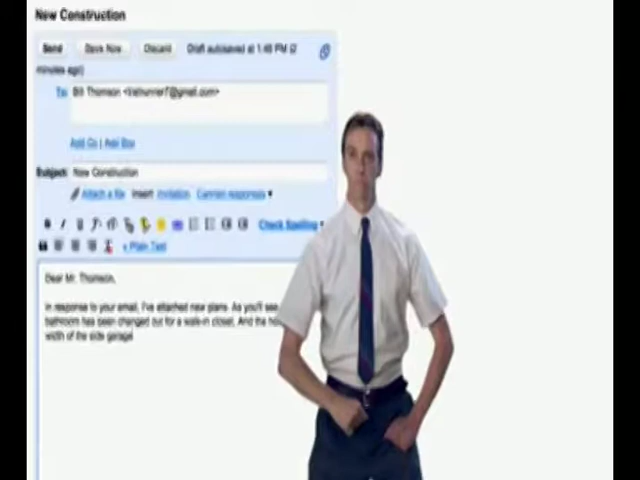 New Construction
Send Save Now Discard Draft autosaved at 1:46 PM (2
minutes ago)
To: Bill Thomson
Add Cc | Add Bcc
Subject: New Construction
Attach a file Insert: Invitation Canned responses
Check Spelling
« Plain Text
Dear Mr. Thomson,
In response to your email, I've attached new plans. As you'll see
bathroom has been changed out for a walk-in closet. And the
width of the side garage